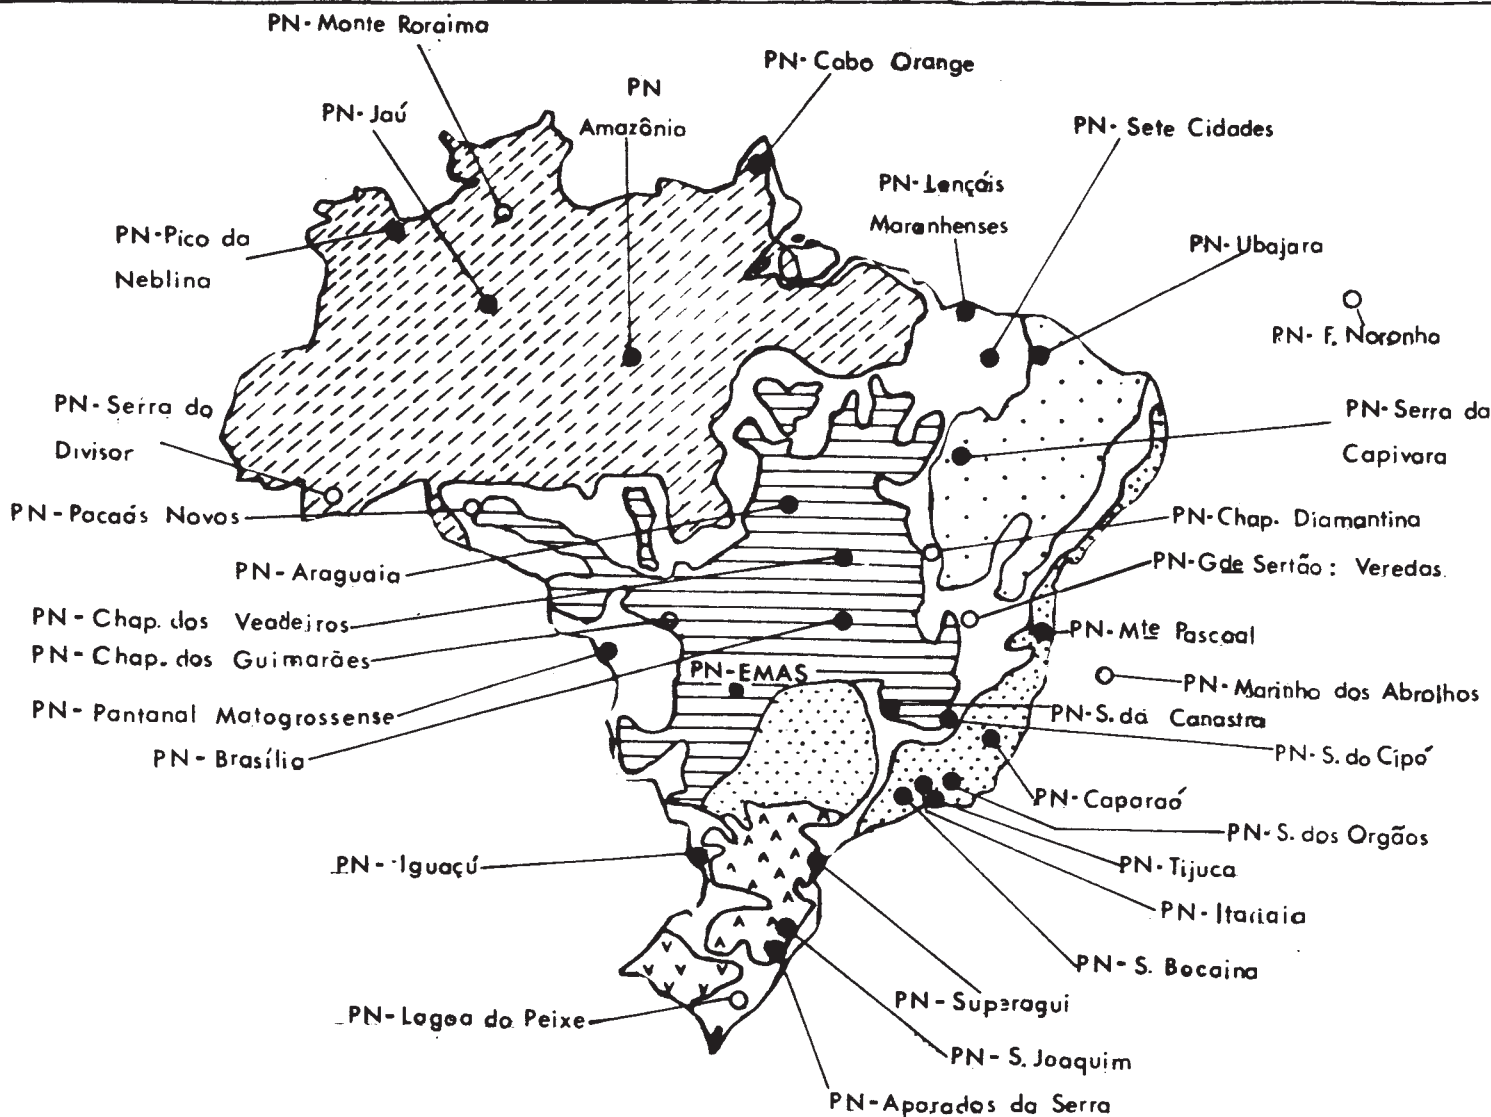 PN-Monte Roraima
PN-Cabo Orange
PN
Amazônia
PN-Jaú
PN-Sete Cidades
PN-Lençóis
Maranhenses
PN-Pico da
Neblina
PN-Ubajara
PN-F. Noronha
PN-Serra do
Divisor
PN-Serra da
Capivara
PN-Pacaás Novos
PN-Chap. Diamantina
PN-Gde Sertão: Veredas
PN-Araguaia
PN-Chap. dos Veadeiros
PN-Mte Pascoal
PN-Chap. dos Guimarães
PN-EMAS
PN-Marinho dos Abrolhos
PN-Pantanal Matogrossense
PN-S. da Canastra
PN-Brasília
PN-S. do Cipó
PN-Caparaó
PN-S. dos Orgãos
PN-Iguaçú
PN-Tijuca
PN-Itatiaia
PN-S. Bocaina
PN-Superagui
PN-Lagoa do Peixe
PN-S. Joaquim
PN-Aparados da Serra